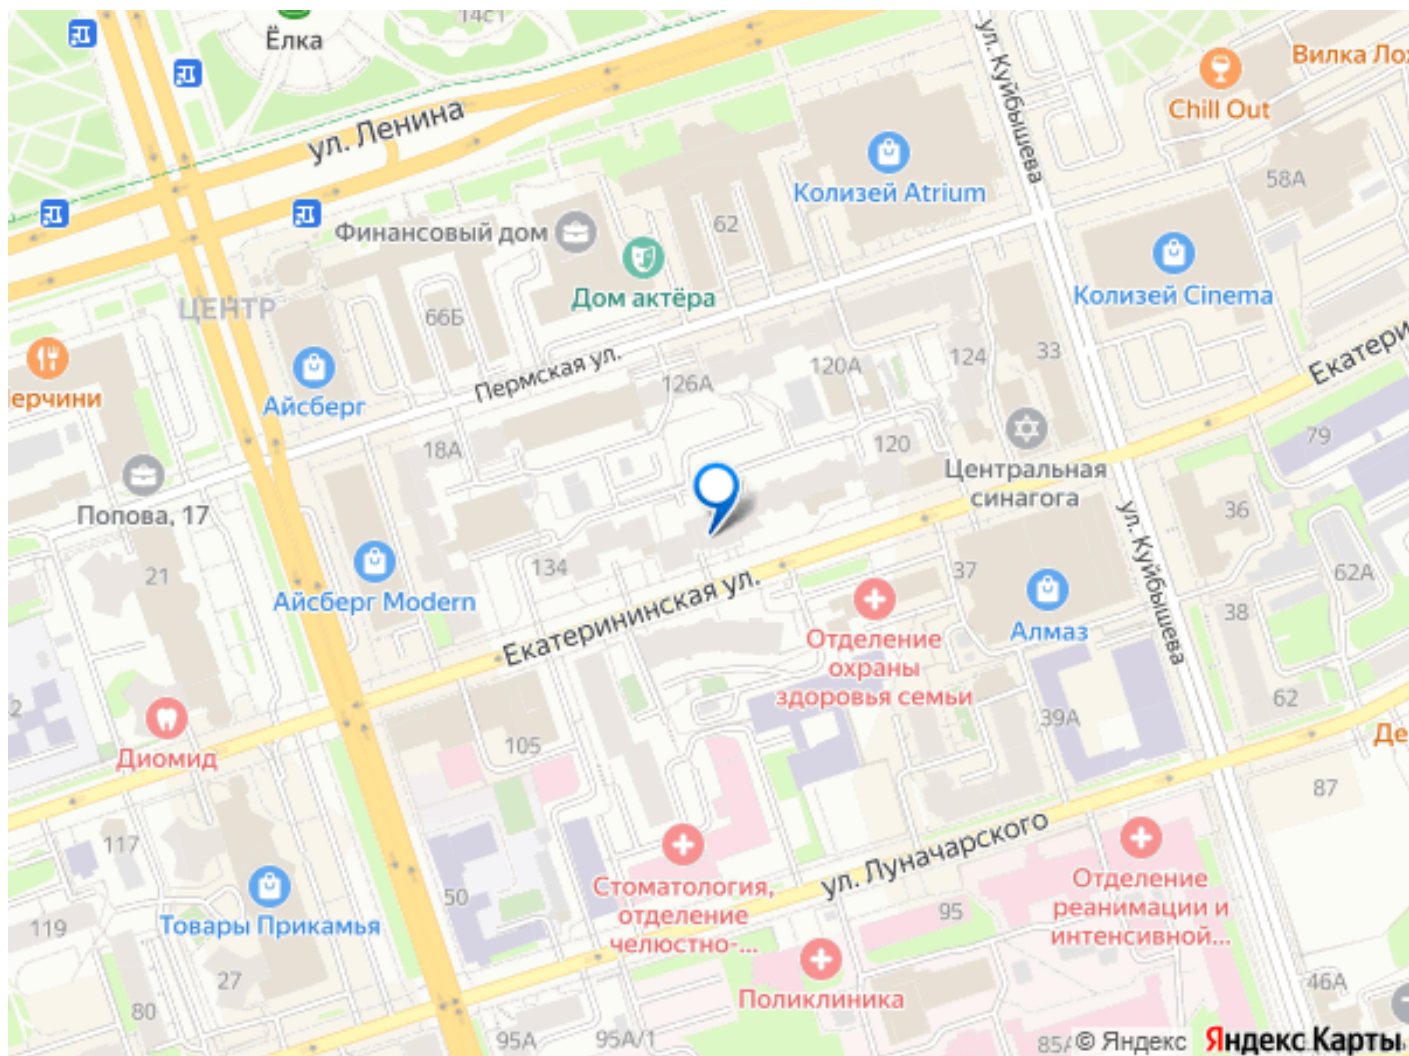 14с1
Ёлка
ул. Ленина
ул. Куйбышева
Вилка Лож
Chill Out
Колизей Atrium
58А
Финансовый дом
62
Дом актёра
ЦЕНТР
66Б
Колизей Cinema
Пермская ул.
120А
124
33
126А
Айсберг
ерчини
Екатери
18А
120
79
Центральная
синагога
Попова, 17
ул. Куйбышева
36
21
134
Айсберг Modern
Екатерининская ул.
37
62А
Алмаз
38
Отделение
охраны
здоровья семьи
62
2
39А
Диомид
105
Де
87
117
ул. Луначарского
50
Стоматология,
отделение
челюстно-...
Отделение
реанимации и
интенсивной...
95
Товары Прикамья
119
27
80
Поликлиника
46А
95А
95А/1
85А
© Яндекс Яндекс Карты